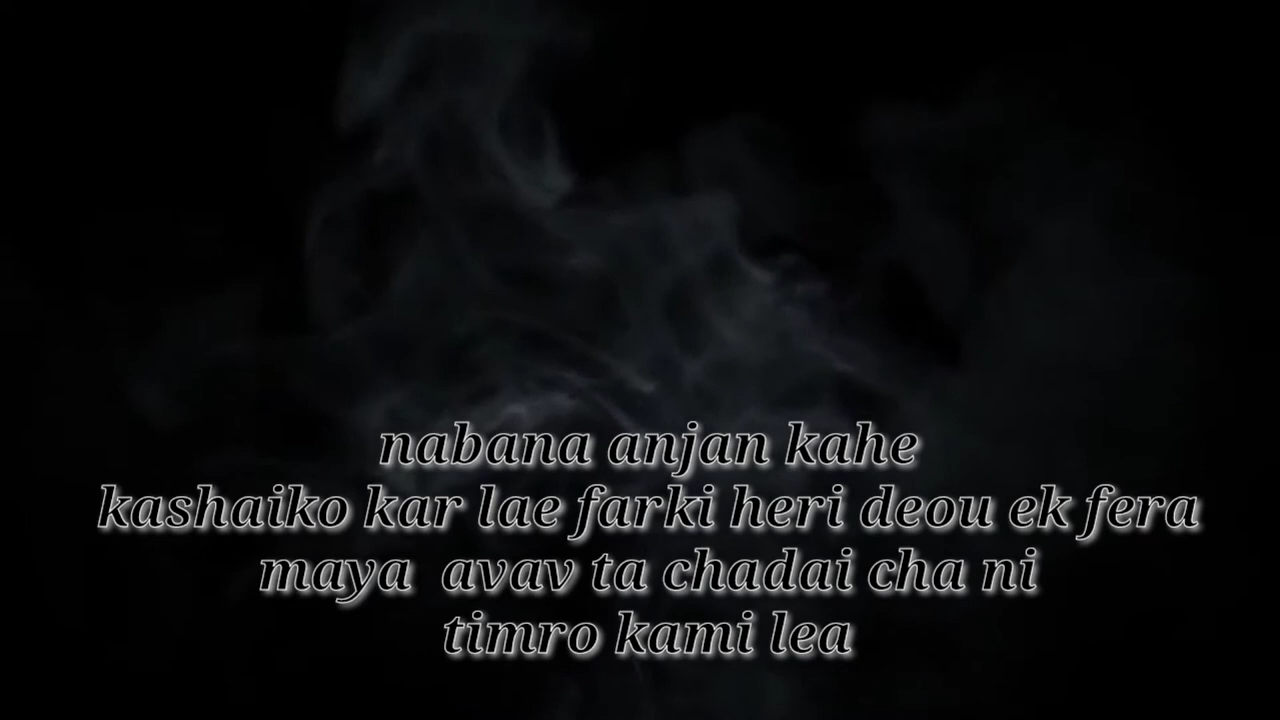 nabana anjan kahe
kashaiko kar lae farki heri deou ek fera
maya avav ta chadai cha ni
timro kami lea